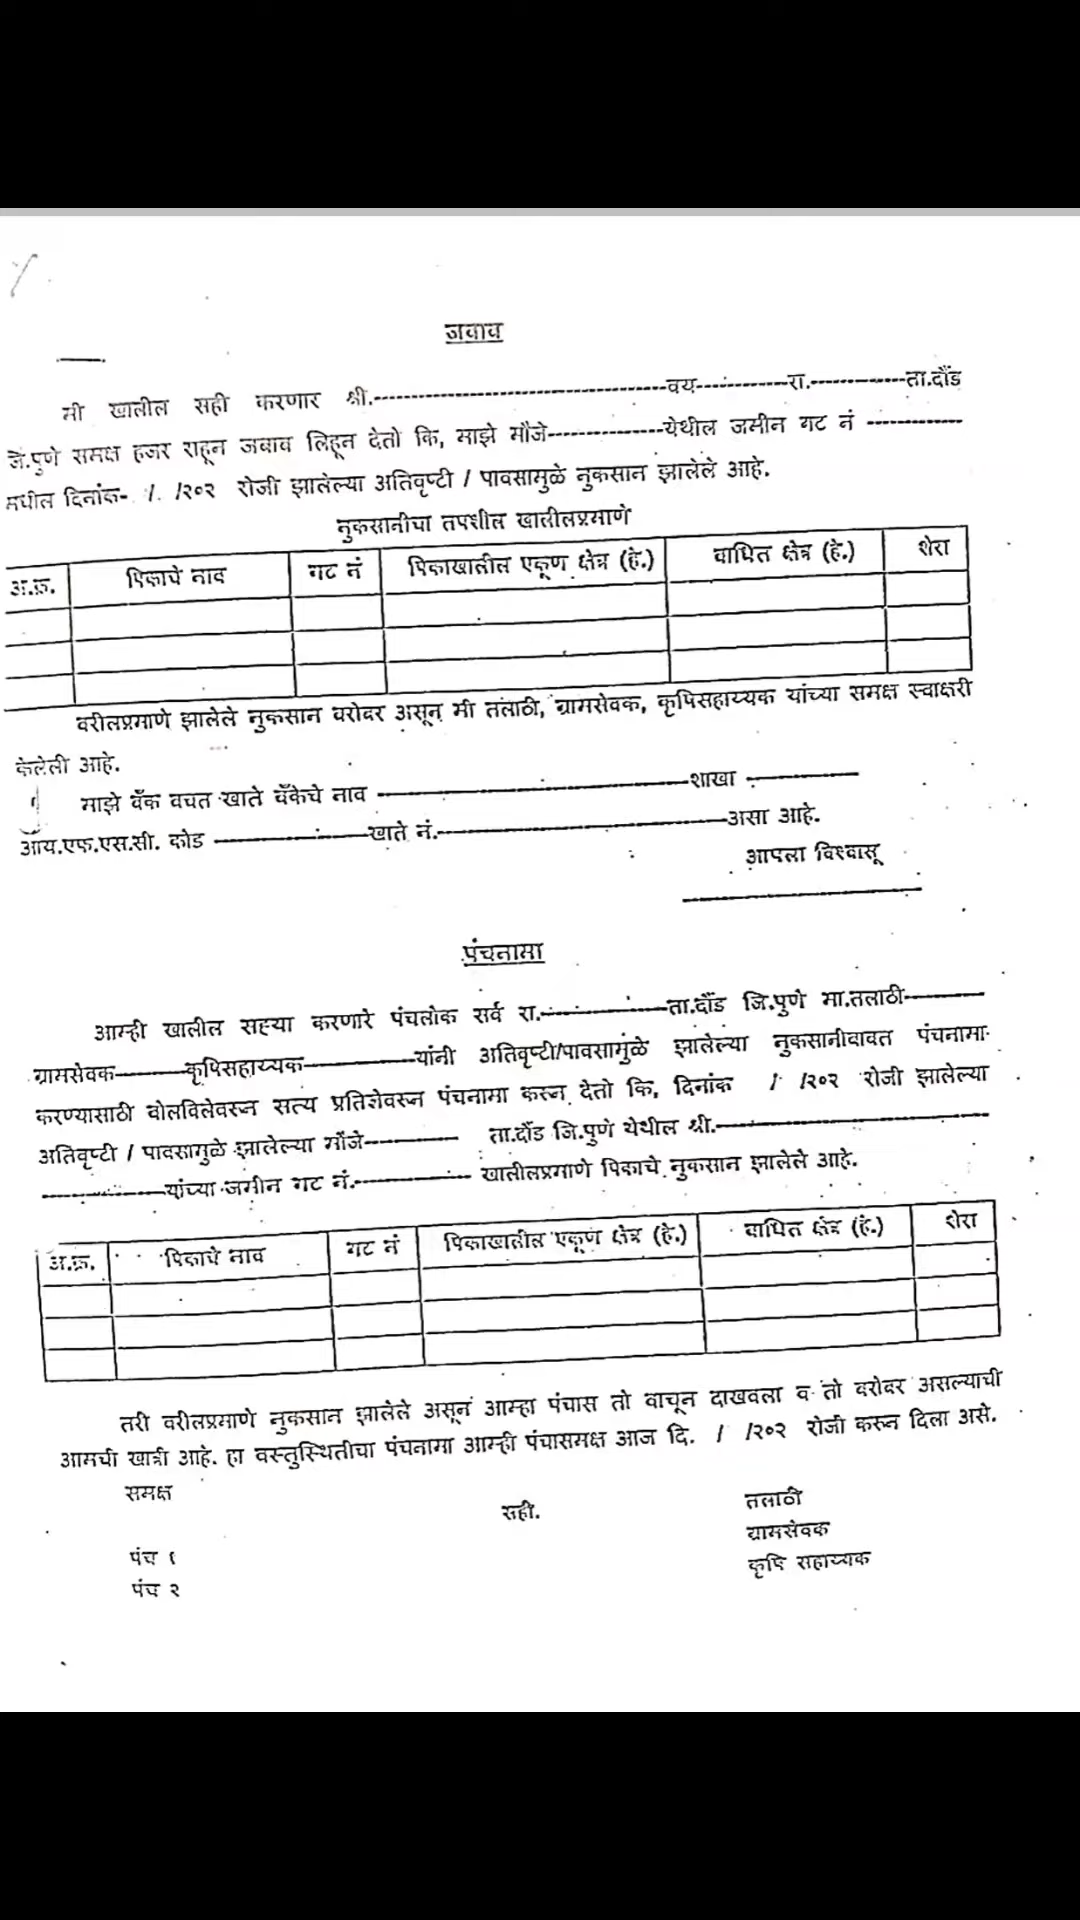 जवाब
मी खालील सही करणार श्री.------------------------------वय------------रा.------------ता.दौंड
जि.पुणे समक्ष हजर राहून जबाब लिहून देतो कि, माझे मौजे---------------येथील जमीन गट नं ------------
मधील दिनांक- /. /२०२ रोजी झालेल्या अतिवृष्टी / पावसामुळे नुकसान झालेले आहे.
नुकसानीचा तपशील खालीलप्रमाणे
अ.क्र. पिकाचे नाव गट नं पिकाखालील एकूण क्षेत्र (हे.) बाधित क्षेत्र (हे.) शेरा
वरीलप्रमाणे झालेले नुकसान बरोबर असून मी तलाठी, ग्रामसेवक, कृषिसहाय्यक यांच्या समक्ष स्वाक्षरी
केलेली आहे.
माझे बँक बचत खाते बँकेचे नाव ------------------------------शाखा ------------
आय.एफ.एस.सी. कोड ---------------खाते नं.------------------------------असा आहे.
आपला विश्वासू
पंचनामा
आम्ही खालील सह्या करणारे पंचलोक सर्व रा.------------ता.दौंड जि.पुणे मा.तलाठी---------
ग्रामसेवक---------कृषिसहाय्यक------------यांनी अतिवृष्टी/पावसामुंळे झालेल्या नुकसानीबाबत पंचनामा
करण्यासाठी बोलविलेवरून सत्य प्रतिज्ञेवरून पंचनामा करून देतो कि, दिनांक / /२०२ रोजी झालेल्या
अतिवृष्टी / पावसामुळे झालेल्या मौजे------------ ता.दौंड जि.पुणे येथील श्री.------------------------------
---------------यांच्या जमीन गट नं.--------------- खालीलप्रमाणे पिकाचे नुकसान झालेले आहे.
अ.क्र. पिकाचे नाव गट नं पिकाखालील एकूण क्षेत्र (हे.) बाधित क्षेत्र (हे.) शेरा
तरी वरीलप्रमाणे नुकसान झालेले असून आम्हा पंचास तो वाचून दाखवला व तो बरोबर असल्याची
आमची खात्री आहे. हा वस्तुस्थितीचा पंचनामा आम्ही पंचासमक्ष आज दि. / /२०२ रोजी करून दिला असे.
समक्ष सही. तलाठी
ग्रामसेवक
पंच १ कृषि सहाय्यक
पंच २